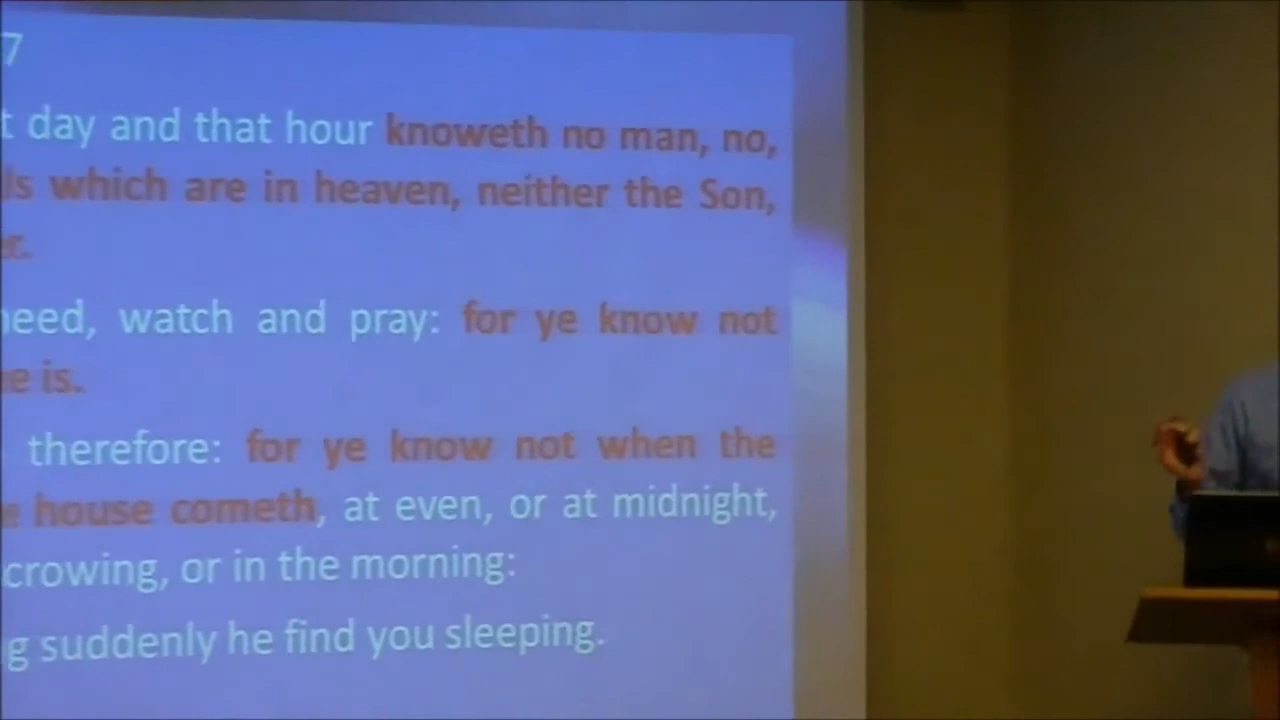 7
t day and that hour knoweth no man, no,
ls which are in heaven, neither the Son,
er.
heed, watch and pray: for ye know not
e is.
therefore: for ye know not when the
e house cometh, at even, or at midnight,
crowing, or in the morning:
g suddenly he find you sleeping.